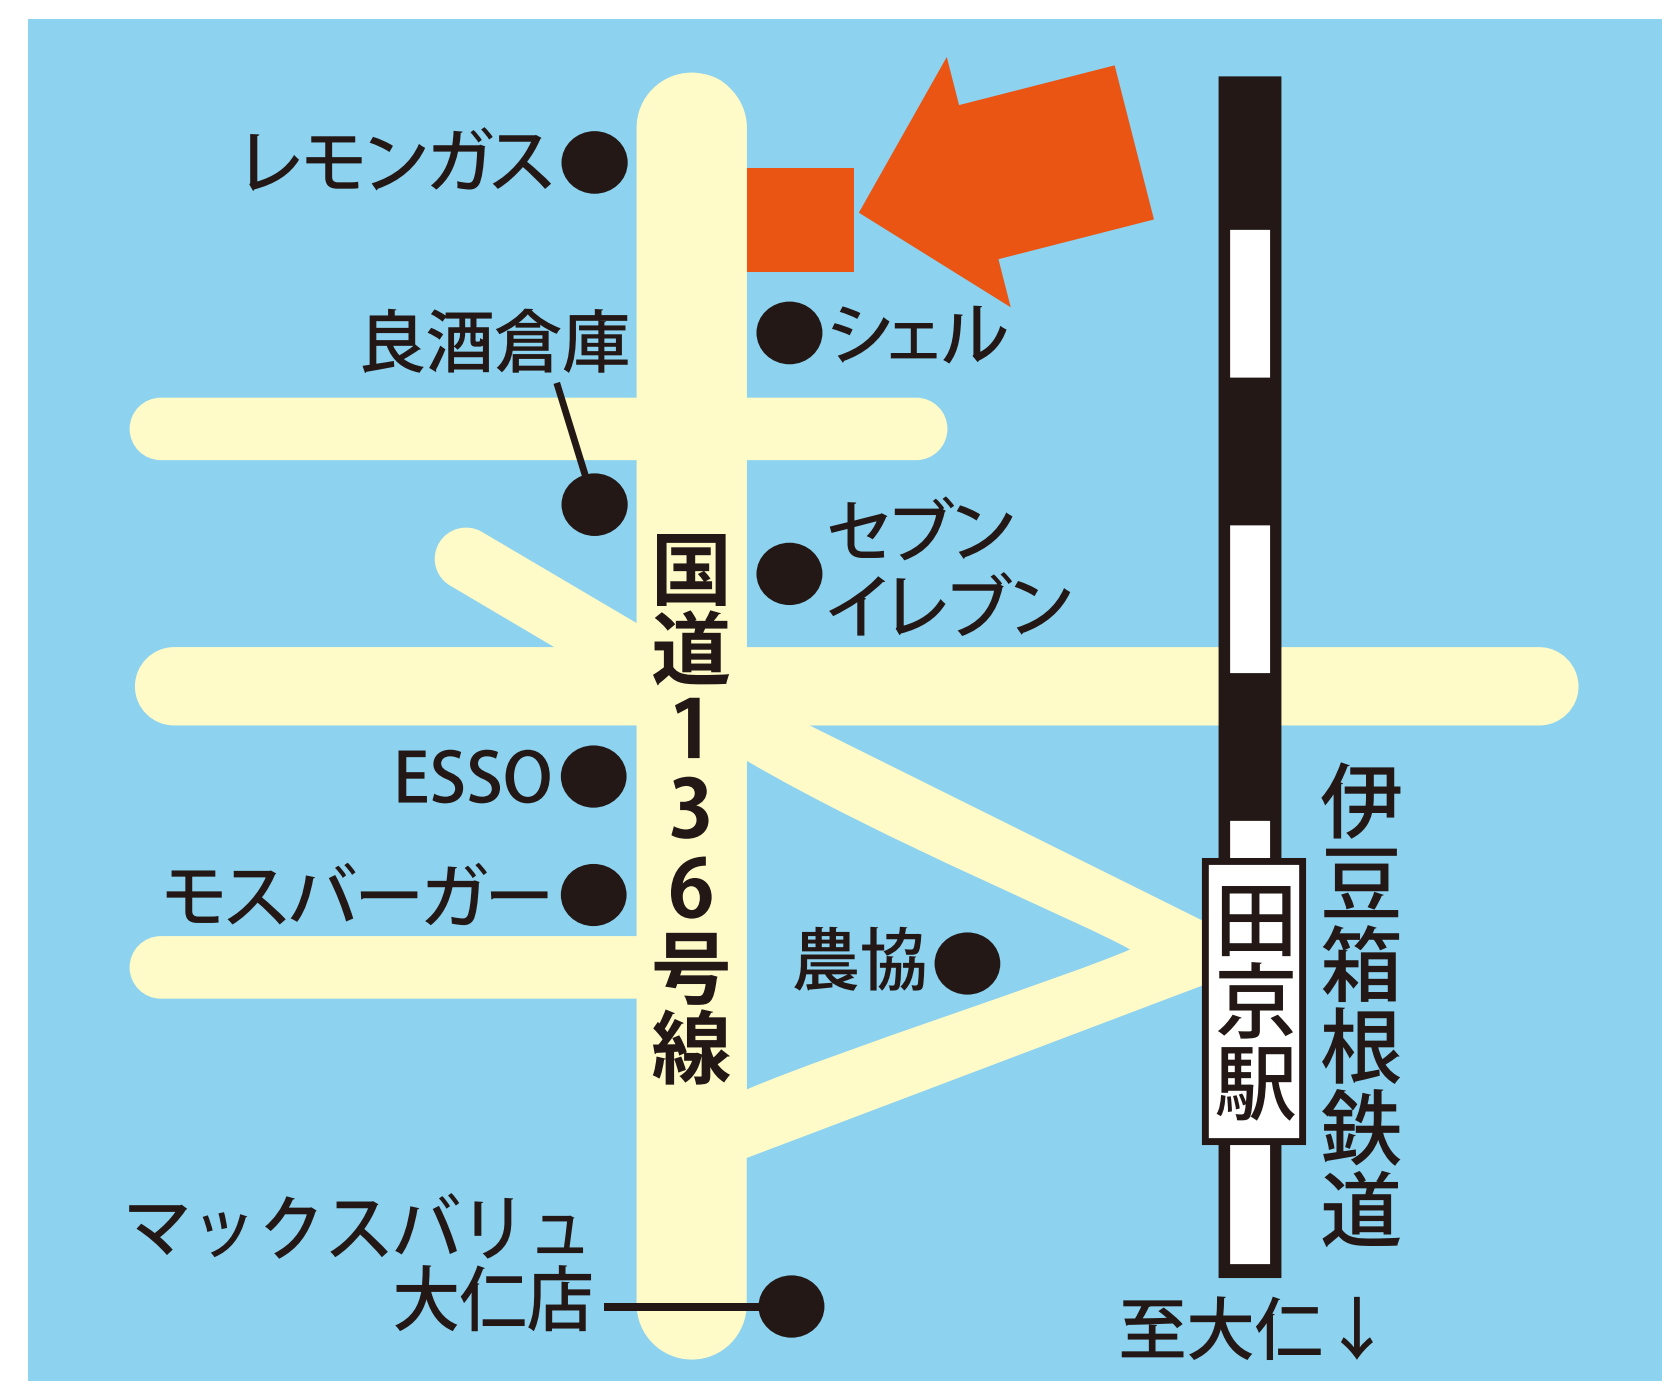 レモンガス
良酒倉庫
シェル
セブン
イレブン
国道136号線
ESSO
モスバーガー
農協
伊豆箱根鉄道
田京駅
マックスバリュ
大仁店
至大仁↓